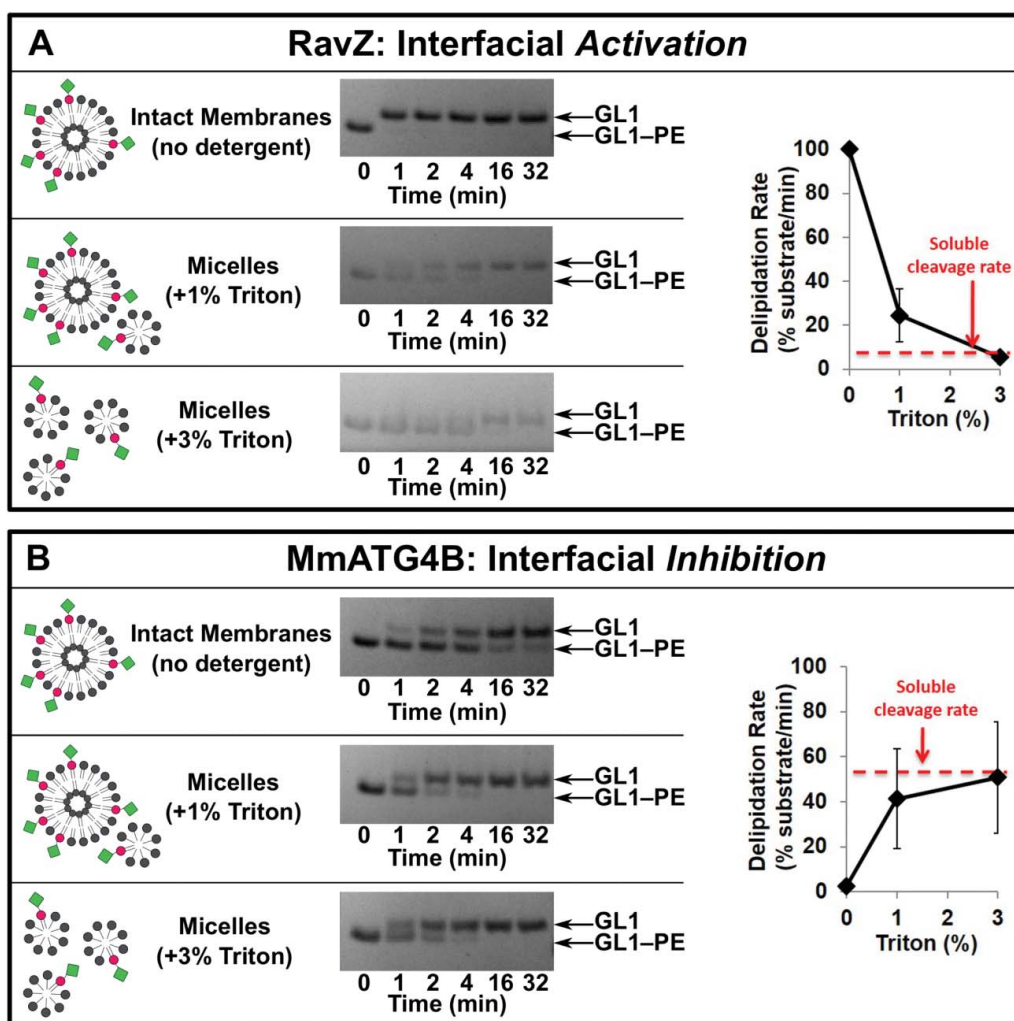 A
RavZ: Interfacial Activation
Intact Membranes
(no detergent)
GL1
GL1–PE
0 1 2 4 16 32
Time (min)
Micelles
(+1% Triton)
GL1
GL1–PE
0 1 2 4 16 32
Time (min)
Micelles
(+3% Triton)
GL1
GL1–PE
0 1 2 4 16 32
Time (min)
Delipidation Rate
(% substrate/min)
100
80
60
40
20
0
Soluble
cleavage rate
0 1 2 3
Triton (%)
B
MmATG4B: Interfacial Inhibition
Intact Membranes
(no detergent)
GL1
GL1–PE
0 1 2 4 16 32
Time (min)
Micelles
(+1% Triton)
GL1
GL1–PE
0 1 2 4 16 32
Time (min)
Micelles
(+3% Triton)
GL1
GL1–PE
0 1 2 4 16 32
Time (min)
Delipidation Rate
(% substrate/min)
100
80
60
40
20
0
Soluble
cleavage rate
0 1 2 3
Triton (%)